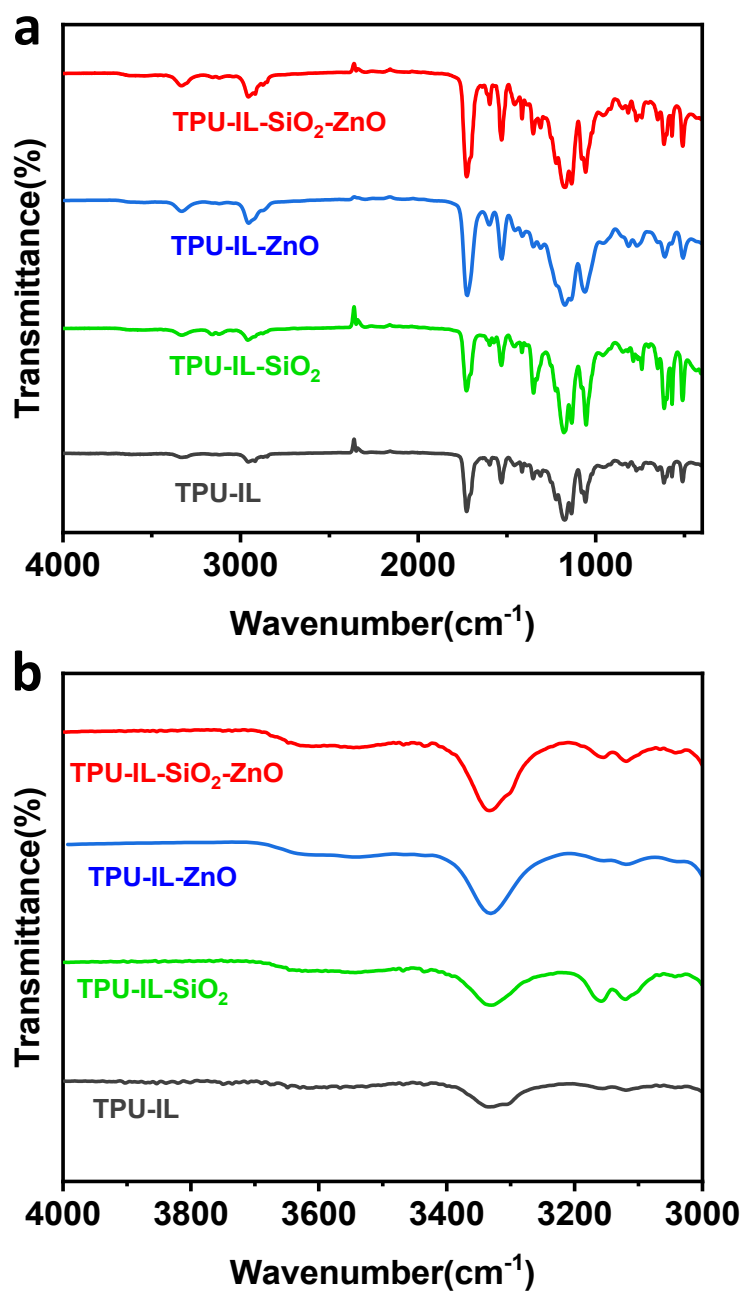 a
TPU-IL-SiO₂-ZnO
TPU-IL-ZnO
TPU-IL-SiO₂
TPU-IL
Transmittance(%)
4000 3000 2000 1000
Wavenumber(cm⁻¹)
b
TPU-IL-SiO₂-ZnO
TPU-IL-ZnO
TPU-IL-SiO₂
TPU-IL
Transmittance(%)
4000 3800 3600 3400 3200 3000
Wavenumber(cm⁻¹)